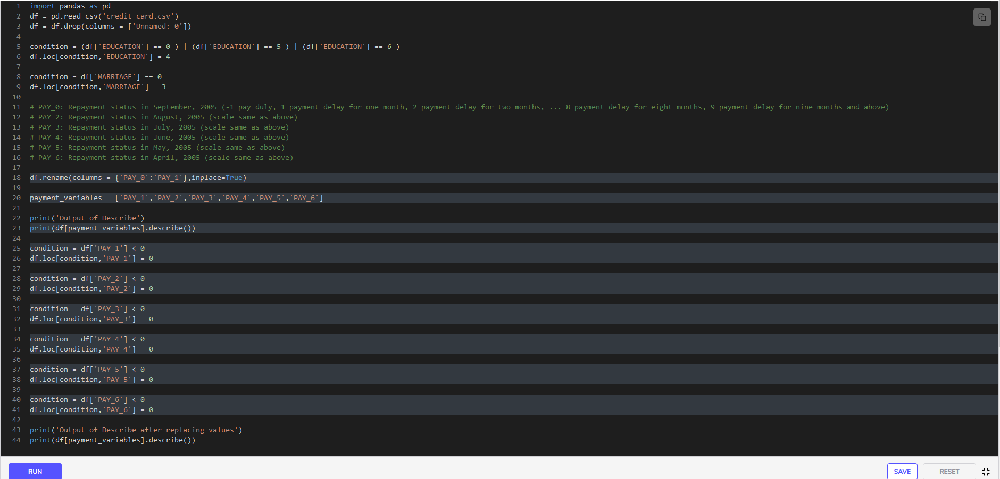 1 import pandas as pd
2 df = pd.read_csv('credit_card.csv')
3 df = df.drop(columns = ['Unnamed: 0'])
4
5 condition = (df['EDUCATION'] == 0 ) | (df['EDUCATION'] == 5 ) | (df['EDUCATION'] == 6 )
6 df.loc[condition,'EDUCATION'] = 4
7
8 condition = df['MARRIAGE'] == 0
9 df.loc[condition,'MARRIAGE'] = 3
10
11 # PAY_0: Repayment status in September, 2005 (-1=pay duly, 1=payment delay for one month, 2=payment delay for two months, ... 8=payment delay for eight months, 9=payment delay for nine months and above)
12 # PAY_2: Repayment status in August, 2005 (scale same as above)
13 # PAY_3: Repayment status in July, 2005 (scale same as above)
14 # PAY_4: Repayment status in June, 2005 (scale same as above)
15 # PAY_5: Repayment status in May, 2005 (scale same as above)
16 # PAY_6: Repayment status in April, 2005 (scale same as above)
17
18 df.rename(columns = {'PAY_0':'PAY_1'},inplace=True)
19
20 payment_variables = ['PAY_1','PAY_2','PAY_3','PAY_4','PAY_5','PAY_6']
21
22 print('Output of Describe')
23 print(df[payment_variables].describe())
24
25 condition = df['PAY_1'] < 0
26 df.loc[condition,'PAY_1'] = 0
27
28 condition = df['PAY_2'] < 0
29 df.loc[condition,'PAY_2'] = 0
30
31 condition = df['PAY_3'] < 0
32 df.loc[condition,'PAY_3'] = 0
33
34 condition = df['PAY_4'] < 0
35 df.loc[condition,'PAY_4'] = 0
36
37 condition = df['PAY_5'] < 0
38 df.loc[condition,'PAY_5'] = 0
39
40 condition = df['PAY_6'] < 0
41 df.loc[condition,'PAY_6'] = 0
42
43 print('Output of Describe after replacing values')
44 print(df[payment_variables].describe())
RUN SAVE RESET